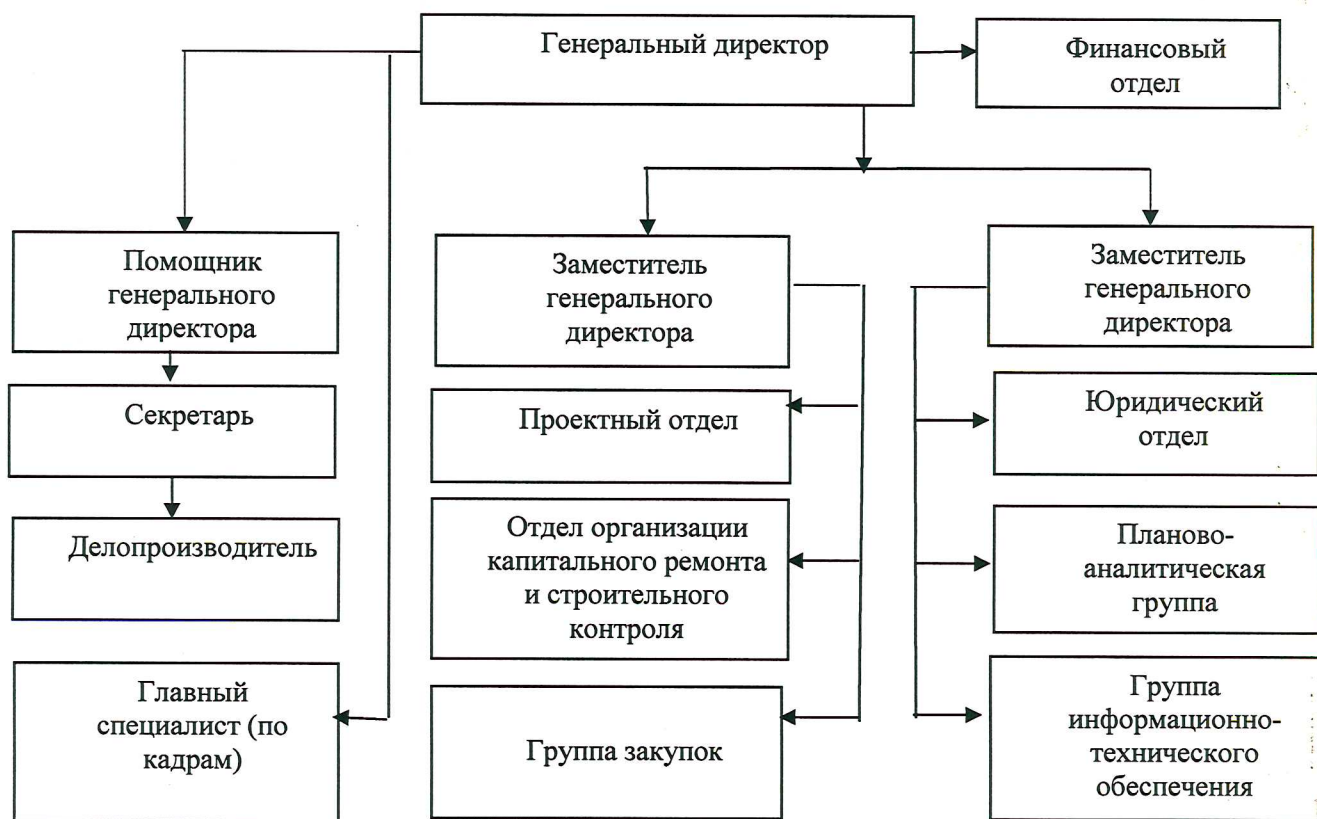 Генеральный
директор
Финансовый
отдел
Помощник
генерального
директора
Заместитель
генерального
директора
Заместитель
генерального
директора
Секретарь
Проектный отдел
Юридический
отдел
Делопроизводитель
Отдел организации
капитального ремонта
и строительного
контроля
Планово-
аналитическая
группа
Главный
специалист (по
кадрам)
Группа закупок
Группа
информационно-
технического
обеспечения